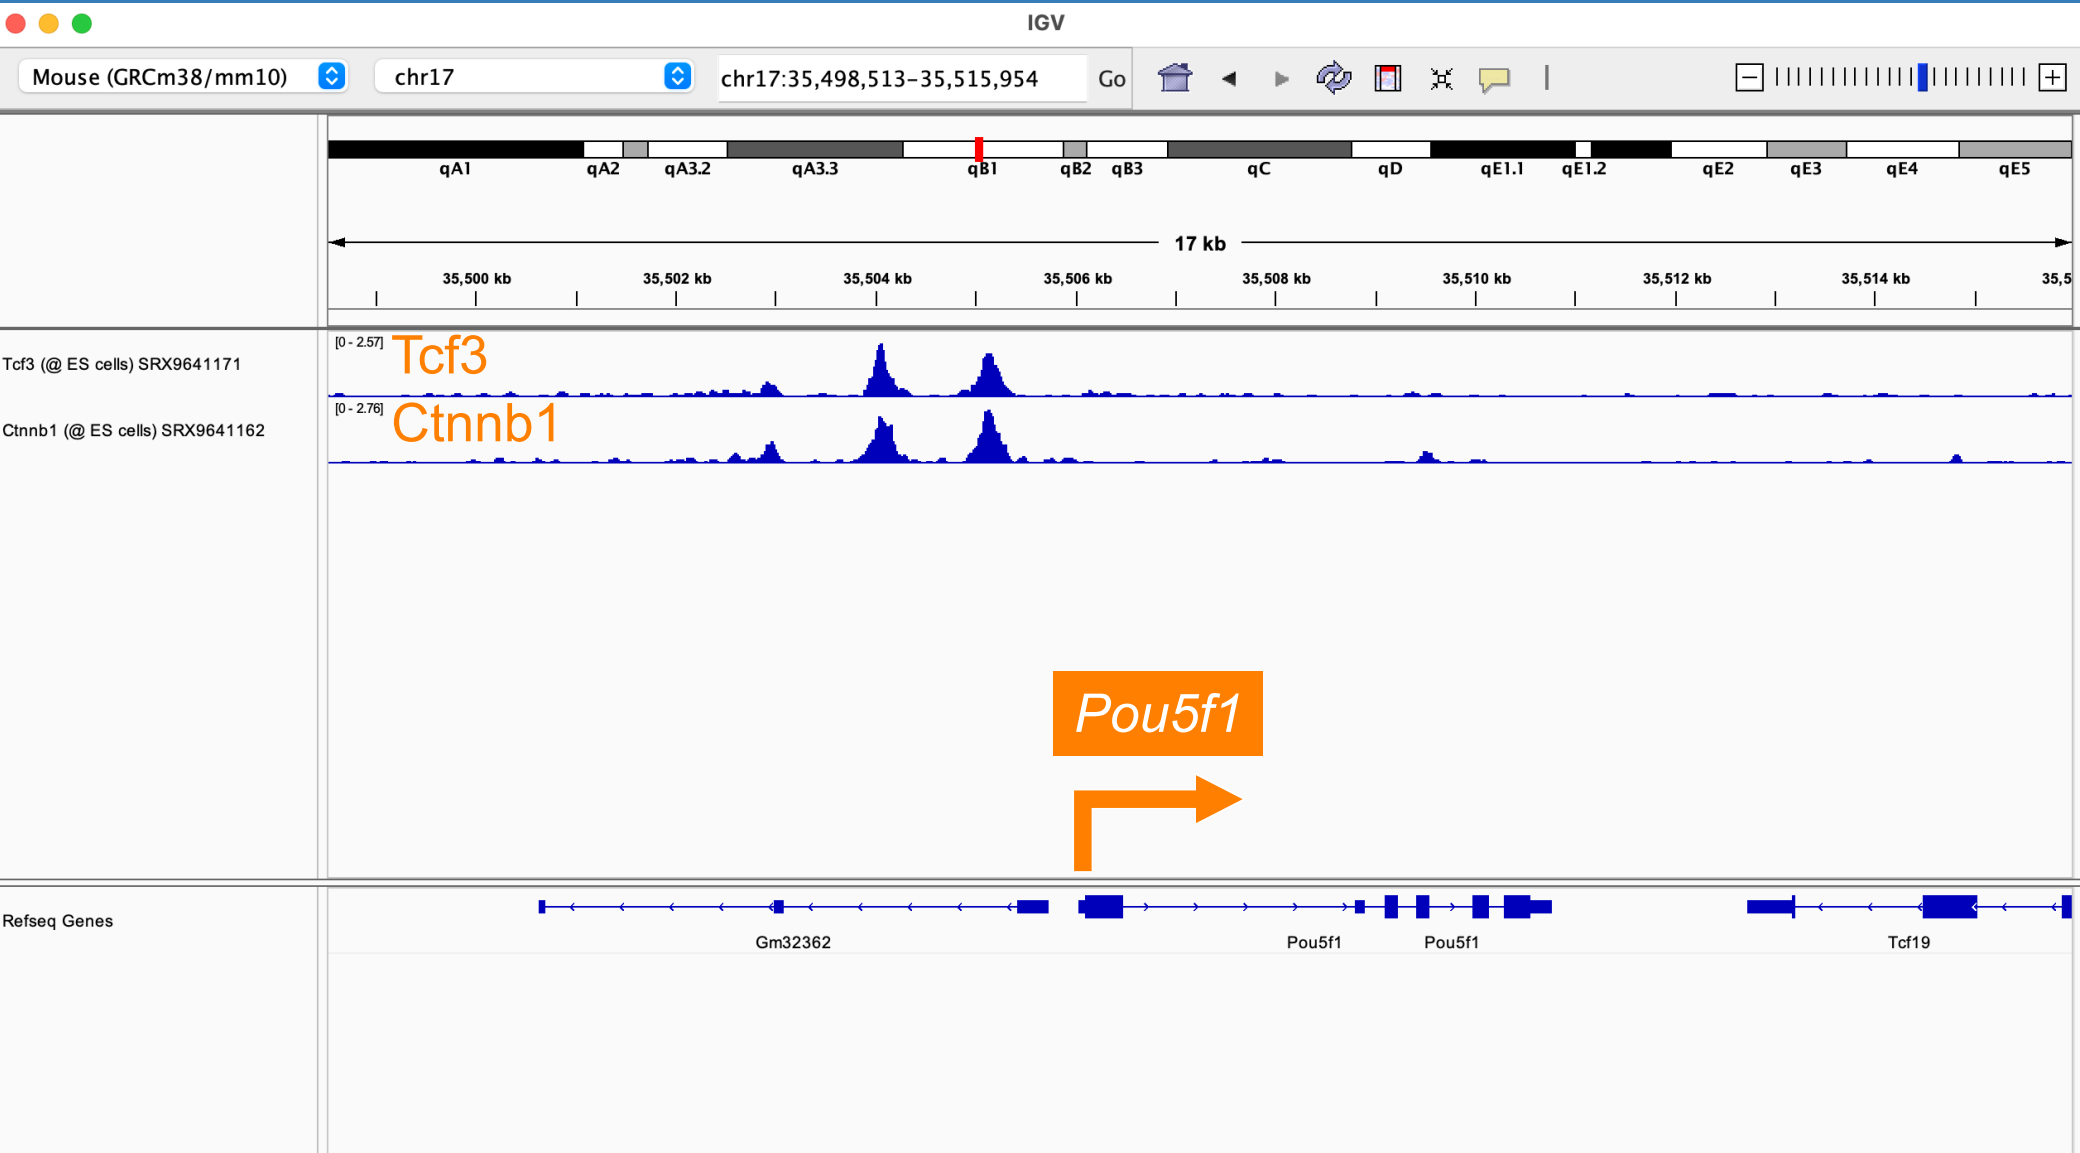 IGV
Mouse (GRCm38/mm10)
chr17
chr17:35,498,513-35,515,954
Go
qA1 qA2 qA3.2 qA3.3 qB1 qB2 qB3 qC qD qE1.1 qE1.2 qE2 qE3 qE4 qE5
17 kb
35,500 kb 35,502 kb 35,504 kb 35,506 kb 35,508 kb 35,510 kb 35,512 kb 35,514 kb 35,5
[0 - 2.57] Tcf3
Tcf3 (@ ES cells) SRX9641171
[0 - 2.76] Ctnnb1
Ctnnb1 (@ ES cells) SRX9641162
Pou5f1
Refseq Genes
Gm32362 Pou5f1 Pou5f1 Tcf19